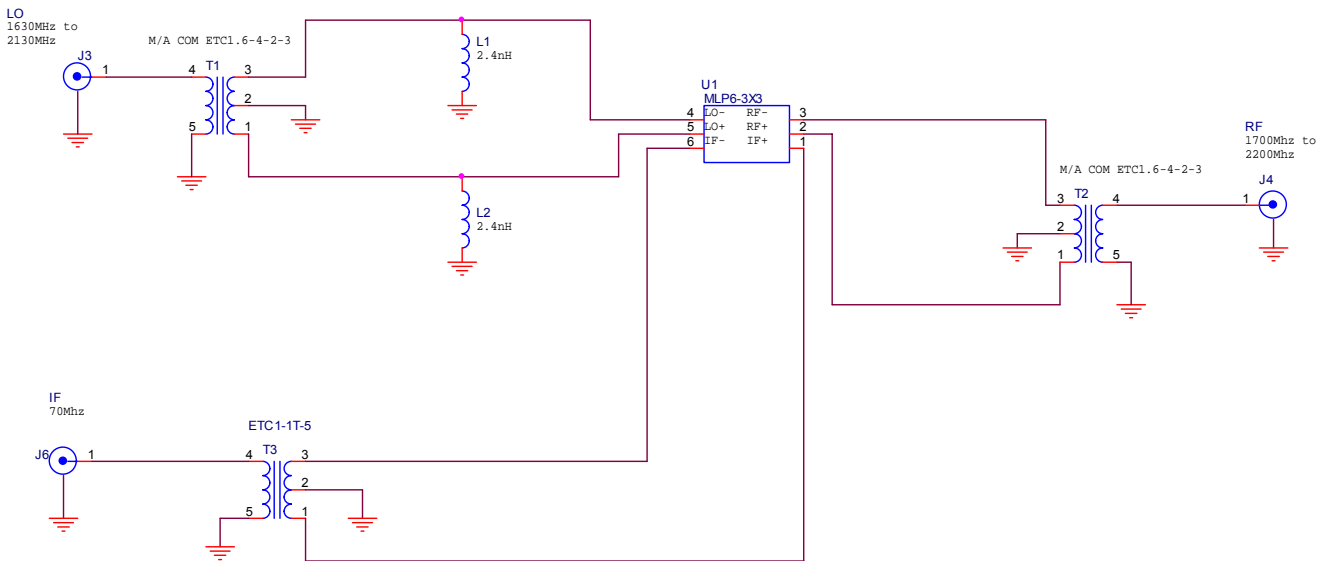 LO
1630MHz to
2130MHz
J3
1
M/A COM ETC1.6-4-2-3
T1
4
5
3
2
1
L1
2.4nH
L2
2.4nH
U1
MLP6-3X3
4 LO- RF- 3
5 LO+ RF+ 2
6 IF- IF+ 1
RF
1700Mhz to
2200Mhz
M/A COM ETC1.6-4-2-3
T2
3
2
1
4
5
J4
1
IF
70Mhz
J6
1
ETC1-1T-5
T3
4
5
3
2
1